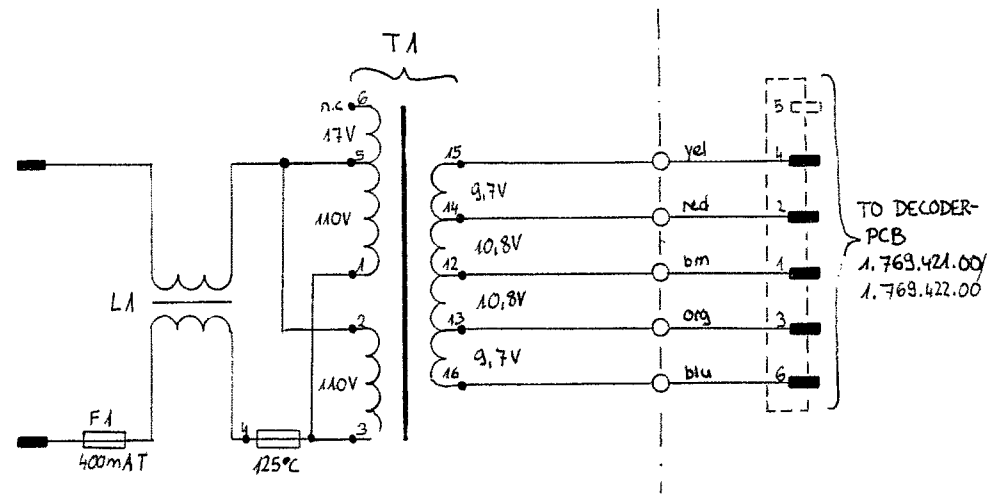 T1
n.c
6
17V
5
110V
1
2
110V
3
4
125°C
L1
F1
400mAT
15
9,7V
14
10,8V
12
10,8V
13
9,7V
16
yel
red
brn
org
blu
5
4
2
1
3
6
TO DECODER-
PCB
1.769.421.00/
1.769.422.00